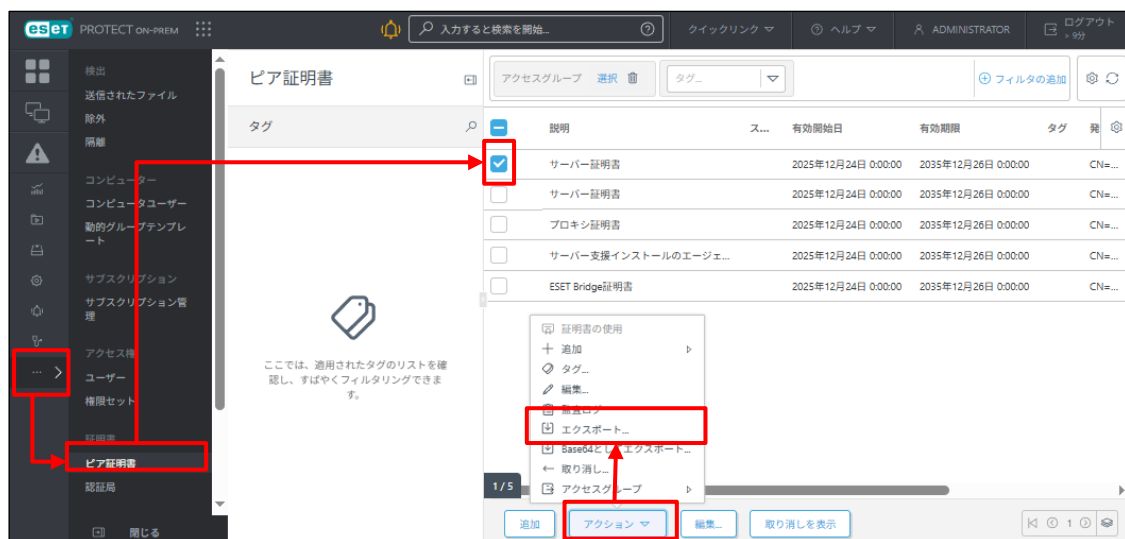 eset PROTECT ON-PREM
入力すると検索を開始...
クイックリンク
ヘルプ
ADMINISTRATOR
ログアウト
> 9分
検出
送信されたファイル
除外
隔離
コンピューター
コンピュータユーザー
動的グループテンプレ
ート
サブスクリプション
サブスクリプション管
理
アクセス権
ユーザー
権限セット
証明書
ピア証明書
認証局
閉じる
ピア証明書
タグ
ここでは、適用されたタグのリストを確
認し、すばやくフィルタリングできま
す。
アクセスグループ 選択
タグ...
フィルタの追加
説明 ス... 有効開始日 有効期限 タグ 発
サーバー証明書 2025年12月24日 0:00:00 2035年12月26日 0:00:00 CN=...
サーバー証明書 2025年12月24日 0:00:00 2035年12月26日 0:00:00 CN=...
プロキシ証明書 2025年12月24日 0:00:00 2035年12月26日 0:00:00 CN=...
サーバー支援インストールのエージェ... 2025年12月24日 0:00:00 2035年12月26日 0:00:00 CN=...
ESET Bridge証明書 2025年12月24日 0:00:00 2035年12月26日 0:00:00 CN=...
証明書の使用
追加
タグ...
編集...
監査ログ
エクスポート...
Base64としてエクスポート...
取り消し...
アクセスグループ
1/5
追加
アクション
編集...
取り消しを表示
1